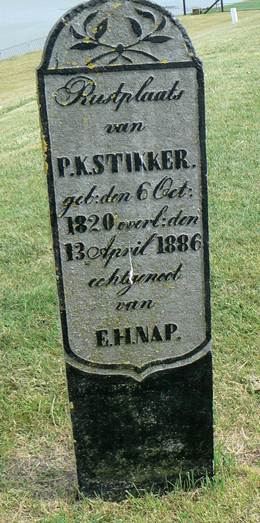 Rustplaats
van
P.K.STIKKER.
geb: den 6 Oct:
1820 overl: den
13 April 1886
echtgenoot
van
E.H.NAP.